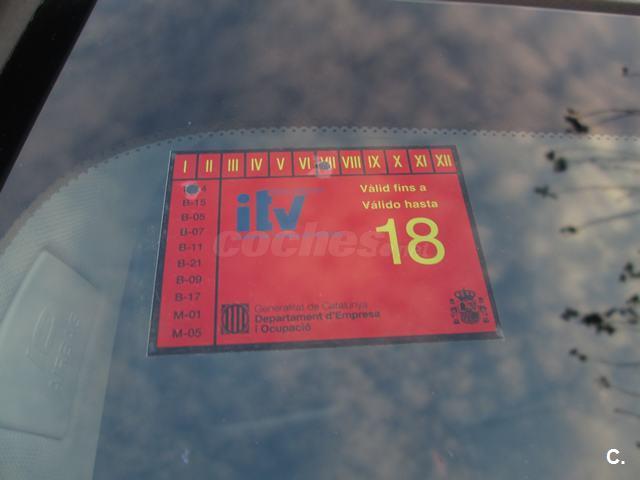 I II III IV V VI VII VIII IX X XI XII
B-15
B-05
B-07
B-11
B-21
B-09
B-17
M-01
M-05
itv
Vàlid fins a
Válido hasta
18
Generalitat de Catalunya
Departament d'Empresa
i Ocupació
coches
C.